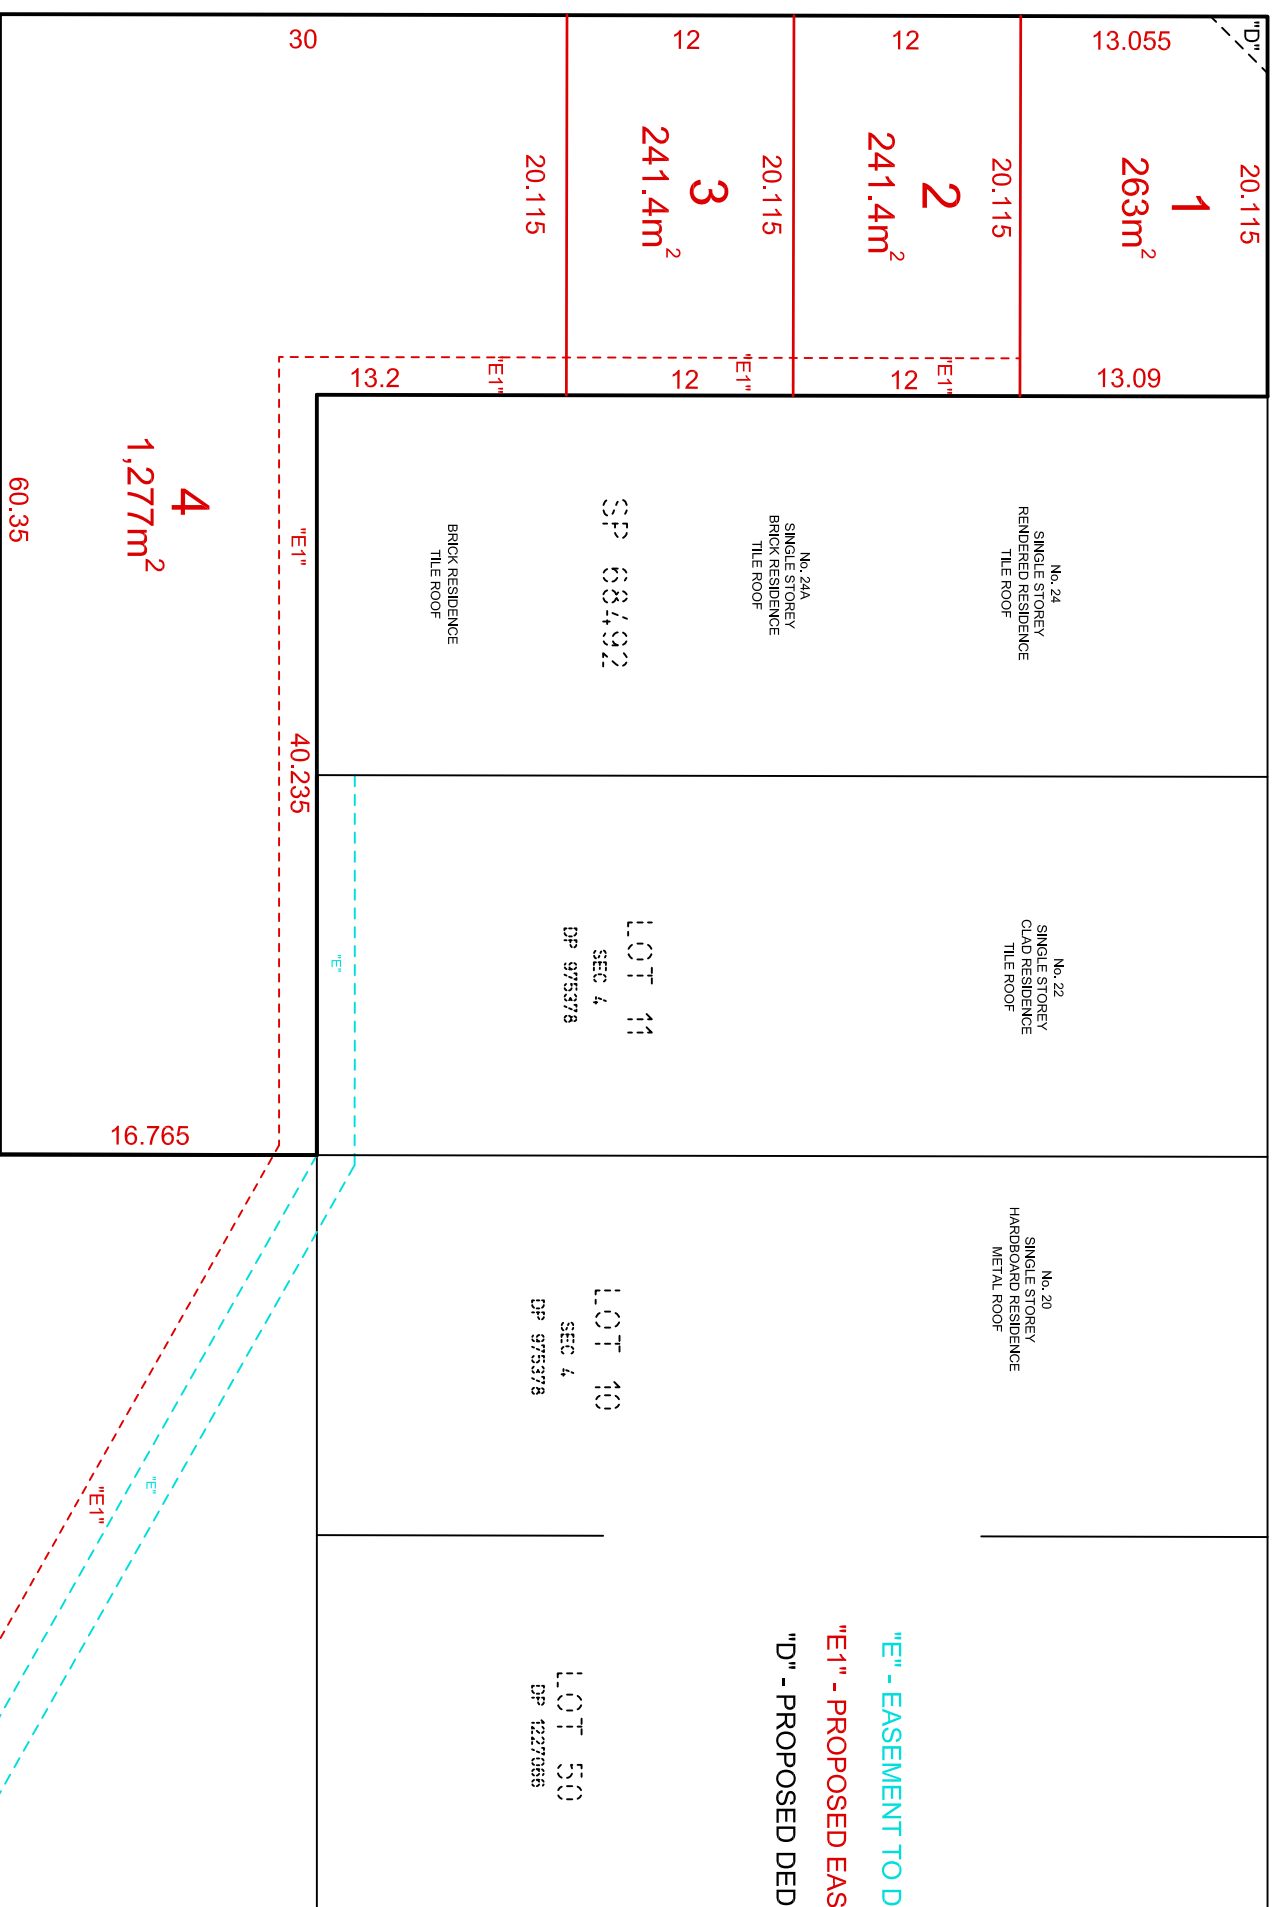 "D"
13.055
12
12
30
20.115
1
263m²
20.115
2
241.4m²
20.115
3
241.4m²
20.115
13.09
"E1"
12
"E1"
12
"E1"
13.2
4
1,277m²
60.35
"E1"
40.235
16.765
No. 24
SINGLE STOREY
RENDERED RESIDENCE
TILE ROOF
No. 24A
SINGLE STOREY
BRICK RESIDENCE
TILE ROOF
SP 68492
BRICK RESIDENCE
TILE ROOF
No. 22
SINGLE STOREY
CLAD RESIDENCE
TILE ROOF
LOT 11
SEC 4
DP 975378
"E"
No. 20
SINGLE STOREY
HARDBOARD RESIDENCE
METAL ROOF
LOT 10
SEC 4
DP 975378
"E"
"E1"
LOT 50
DP 1227066
"E" - EASEMENT TO D
"E1" - PROPOSED EAS
"D" - PROPOSED DED